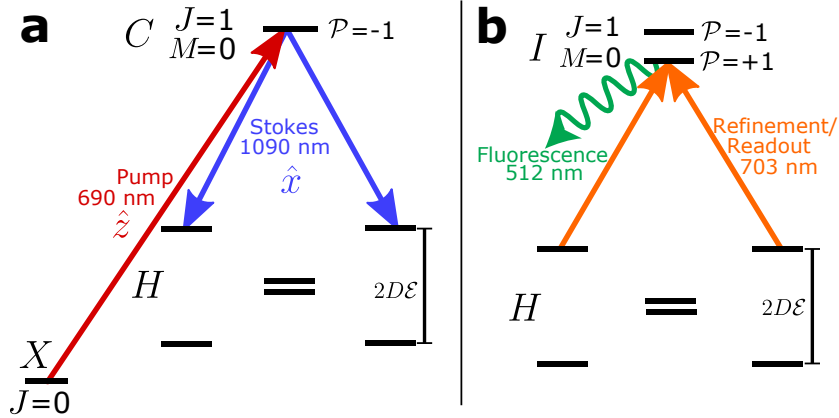 a
C
J=1
M=0
𝒫=-1
Stokes
1090 nm
x̂
Pump
690 nm
ẑ
H
2Dℰ
X
J=0
b
I
J=1
M=0
𝒫=-1
𝒫=+1
Fluorescence
512 nm
Refinement/
Readout
703 nm
H
2Dℰ